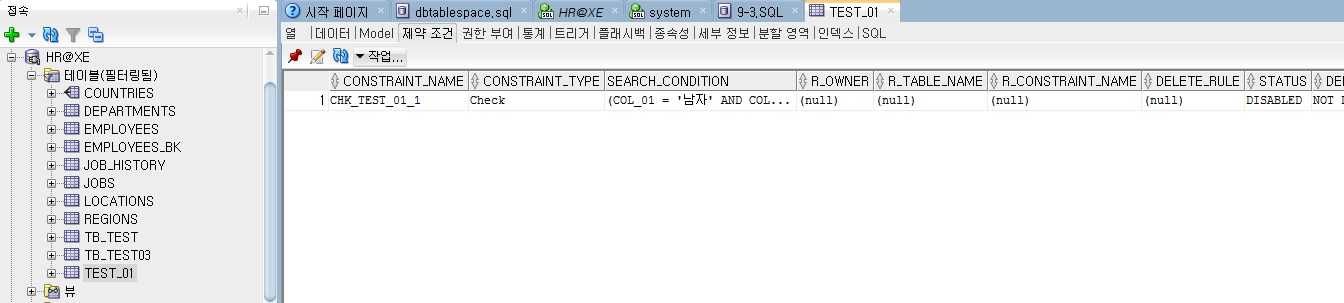 접속
HR@XE
테이블(필터링됨)
COUNTRIES
DEPARTMENTS
EMPLOYEES
EMPLOYEES_BK
JOB_HISTORY
JOBS
LOCATIONS
REGIONS
TB_TEST
TB_TEST03
TEST_01
뷰
시작 페이지 dbtablespace,sql HR@XE system 9-3,SQL TEST_01
열 데이터 Model 제약 조건 권한 부여 통계 트리거 플래시백 종속성 세부 정보 분할 영역 인덱스 SQL
작업...
CONSTRAINT_NAME CONSTRAINT_TYPE SEARCH_CONDITION R_OWNER R_TABLE_NAME R_CONSTRAINT_NAME DELETE_RULE STATUS
1 CHK_TEST_01_1 Check (COL_01 = '남자' AND COL... (null) (null) (null) (null) DISABLED NOT